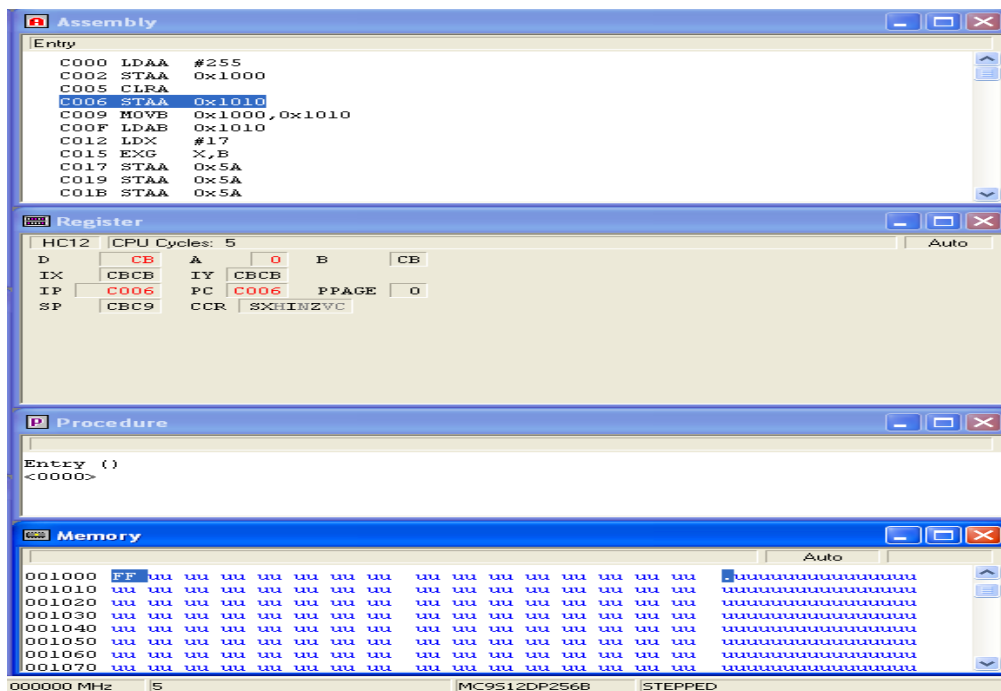 Assembly
Entry
C000 LDAA #255
C002 STAA 0x1000
C005 CLRA
C006 STAA 0x1010
C009 MOVB 0x1000,0x1010
C00F LDAB 0x1010
C012 LDX #17
C015 EXG X,B
C017 STAA 0x5A
C019 STAA 0x5A
C01B STAA 0x5A
Register
HC12 CPU Cycles: 5 Auto
D CB A 0 B CB
IX CBCB IY CBCB
IP C006 PC C006 PPAGE 0
SP CBC9 CCR SXHINZVC
Procedure
Entry ()
<0000>
Memory
Auto
001000 FF uu uu uu uu uu uu uu uu uu uu uu uu uu uu uu .uuuuuuuuuuuuuuu
001010 uu uu uu uu uu uu uu uu uu uu uu uu uu uu uu uu uuuuuuuuuuuuuuuu
001020 uu uu uu uu uu uu uu uu uu uu uu uu uu uu uu uu uuuuuuuuuuuuuuuu
001030 uu uu uu uu uu uu uu uu uu uu uu uu uu uu uu uu uuuuuuuuuuuuuuuu
001040 uu uu uu uu uu uu uu uu uu uu uu uu uu uu uu uu uuuuuuuuuuuuuuuu
001050 uu uu uu uu uu uu uu uu uu uu uu uu uu uu uu uu uuuuuuuuuuuuuuuu
001060 uu uu uu uu uu uu uu uu uu uu uu uu uu uu uu uu uuuuuuuuuuuuuuuu
001070 uu uu uu uu uu uu uu uu uu uu uu uu uu uu uu uu uuuuuuuuuuuuuuuu
000000 MHz 5 MC9S12DP256B STEPPED